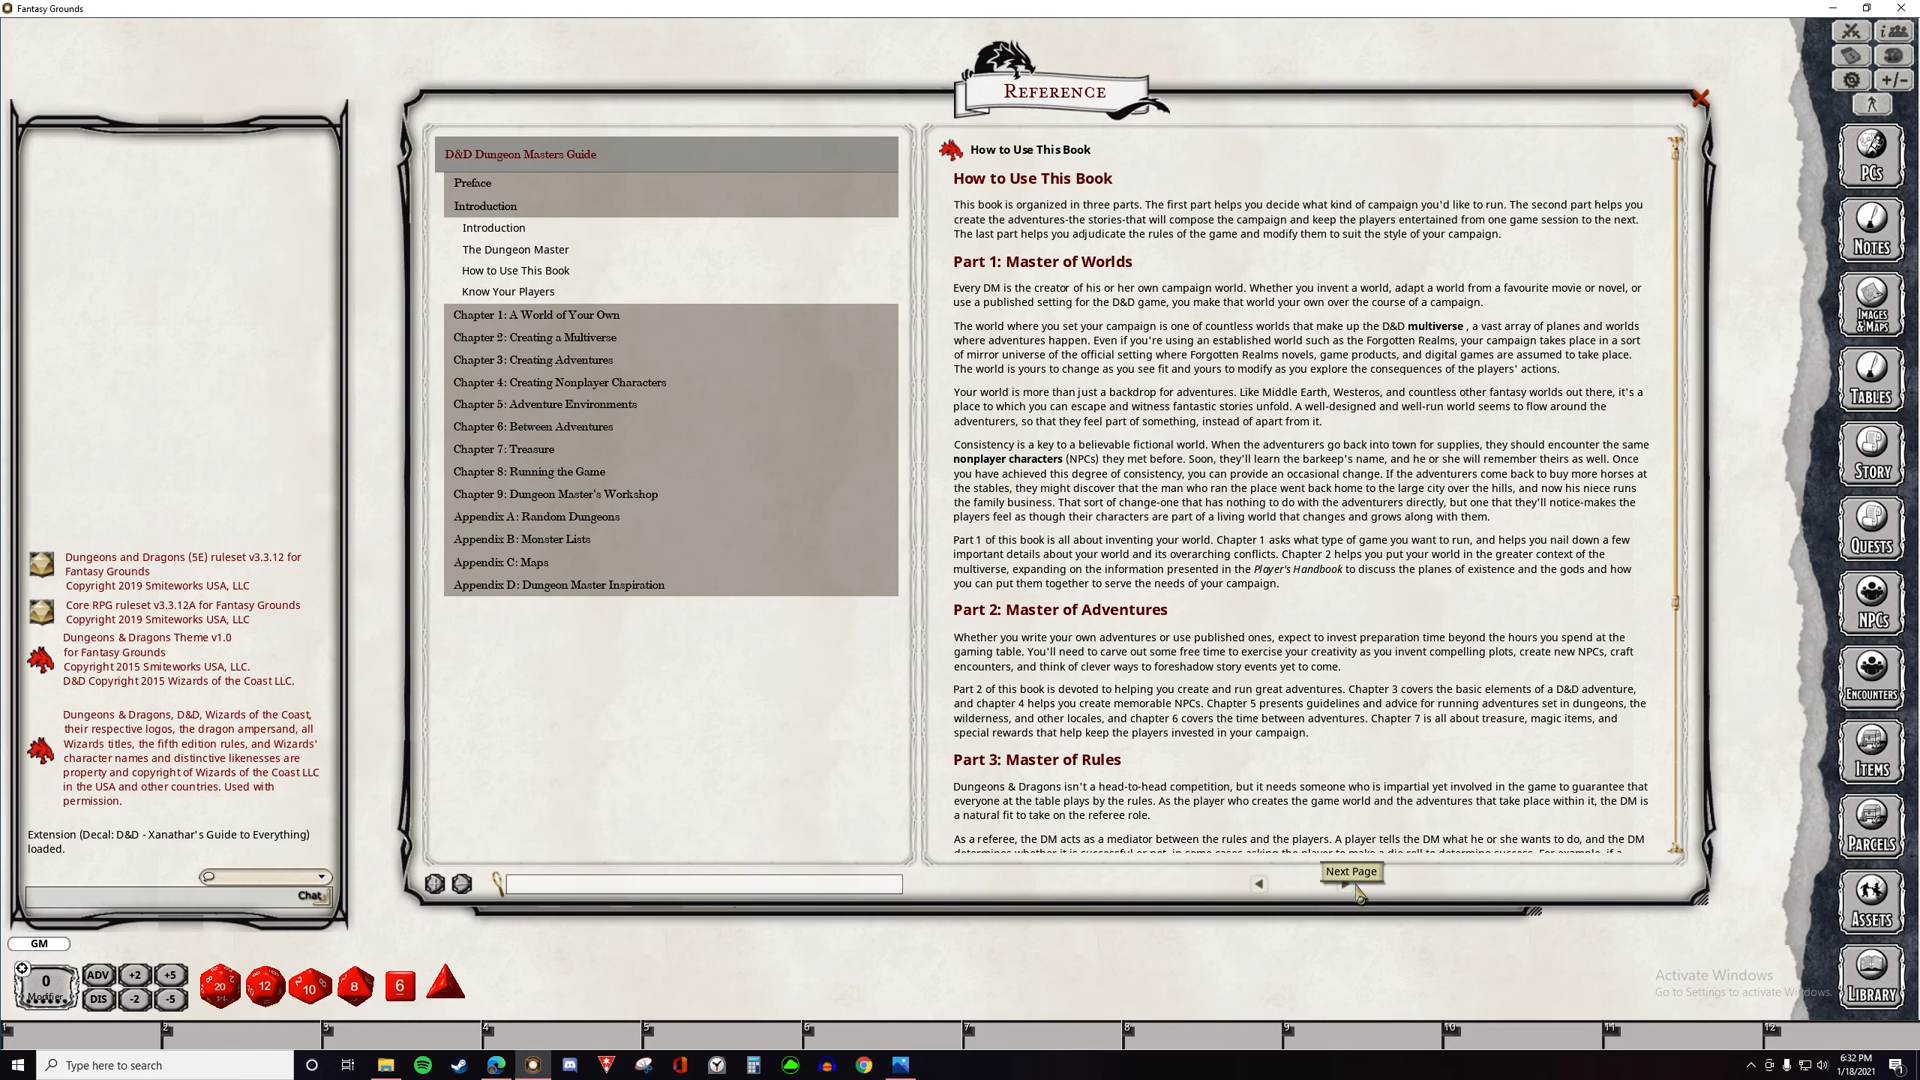 Fantasy Grounds
REFERENCE
D&D Dungeon Masters Guide
Preface
Introduction
Introduction
The Dungeon Master
How to Use This Book
Know Your Players
Chapter 1: A World of Your Own
Chapter 2: Creating a Multiverse
Chapter 3: Creating Adventures
Chapter 4: Creating Nonplayer Characters
Chapter 5: Adventure Environments
Chapter 6: Between Adventures
Chapter 7: Treasure
Chapter 8: Running the Game
Chapter 9: Dungeon Master's Workshop
Appendix A: Random Dungeons
Appendix B: Monster Lists
Appendix C: Maps
Appendix D: Dungeon Master Inspiration
How to Use This Book
How to Use This Book
This book is organized in three parts. The first part helps you decide what kind of campaign you'd like to run. The second part helps you
create the adventures-the stories-that will compose the campaign and keep the players entertained from one game session to the next.
The last part helps you adjudicate the rules of the game and modify them to suit the style of your campaign.
Part 1: Master of Worlds
Every DM is the creator of his or her own campaign world. Whether you invent a world, adapt a world from a favourite movie or novel, or
use a published setting for the D&D game, you make that world your own over the course of a campaign.
The world where you set your campaign is one of countless worlds that make up the D&D multiverse , a vast array of planes and worlds
where adventures happen. Even if you're using an established world such as the Forgotten Realms, your campaign takes place in a sort
of mirror universe of the official setting where Forgotten Realms novels, game products, and digital games are assumed to take place.
The world is yours to change as you see fit and yours to modify as you explore the consequences of the players' actions.
Your world is more than just a backdrop for adventures. Like Middle Earth, Westeros, and countless other fantasy worlds out there, it's a
place to which you can escape and witness fantastic stories unfold. A well-designed and well-run world seems to flow around the
adventurers, so that they feel part of something, instead of apart from it.
Consistency is a key to a believable fictional world. When the adventurers go back into town for supplies, they should encounter the same
nonplayer characters (NPCs) they met before. Soon, they'll learn the barkeep's name, and he or she will remember theirs as well. Once
you have achieved this degree of consistency, you can provide an occasional change. If the adventurers come back to buy more horses at
the stables, they might discover that the man who ran the place went back home to the large city over the hills, and now his niece runs
the family business. That sort of change-one that has nothing to do with the adventurers directly, but one that they'll notice-makes the
players feel as though their characters are part of a living world that changes and grows along with them.
Part 1 of this book is all about inventing your world. Chapter 1 asks what type of game you want to run, and helps you nail down a few
important details about your world and its overarching conflicts. Chapter 2 helps you put your world in the greater context of the
multiverse, expanding on the information presented in the Player's Handbook to discuss the planes of existence and the gods and how
you can put them together to serve the needs of your campaign.
Part 2: Master of Adventures
Whether you write your own adventures or use published ones, expect to invest preparation time beyond the hours you spend at the
gaming table. You'll need to carve out some free time to exercise your creativity as you invent compelling plots, create new NPCs, craft
encounters, and think of clever ways to foreshadow story events yet to come.
Part 2 of this book is devoted to helping you create and run great adventures. Chapter 3 covers the basic elements of a D&D adventure,
and chapter 4 helps you create memorable NPCs. Chapter 5 presents guidelines and advice for running adventures set in dungeons, the
wilderness, and other locales, and chapter 6 covers the time between adventures. Chapter 7 is all about treasure, magic items, and
special rewards that help keep the players invested in your campaign.
Part 3: Master of Rules
Dungeons & Dragons isn't a head-to-head competition, but it needs someone who is impartial yet involved in the game to guarantee that
everyone at the table plays by the rules. As the player who creates the game world and the adventures that take place within it, the DM is
a natural fit to take on the referee role.
As a referee, the DM acts as a mediator between the rules and the players. A player tells the DM what he or she wants to do, and the DM
determines whether it is successful or not, in some cases asking the player to make a die roll to determine success. For example, if a
Next Page
Dungeons and Dragons (5E) ruleset v3.3.12 for
Fantasy Grounds
Copyright 2019 Smiteworks USA, LLC
Core RPG ruleset v3.3.12A for Fantasy Grounds
Copyright 2019 Smiteworks USA, LLC
Dungeons & Dragons Theme v1.0
for Fantasy Grounds
Copyright 2015 Smiteworks USA, LLC.
D&D Copyright 2015 Wizards of the Coast LLC.
Dungeons & Dragons, D&D, Wizards of the Coast,
their respective logos, the dragon ampersand, all
Wizards titles, the fifth edition rules, and Wizards'
character names and distinctive likenesses are
property and copyright of Wizards of the Coast LLC
in the USA and other countries. Used with
permission.
Extension (Decal: D&D - Xanathar's Guide to Everything)
loaded.
Chat
GM
0
Modifier
ADV
+2
+5
DIS
-2
-5
20
12
10
8
6
+/-
PCS
NOTES
IMAGES
& MAPS
TABLES
STORY
QUESTS
NPCS
ENCOUNTERS
ITEMS
PARCELS
ASSETS
LIBRARY
Activate Windows
Go to Settings to activate Windows.
1
2
3
4
5
6
7
8
9
10
11
12
Type here to search
6:32 PM
1/18/2021